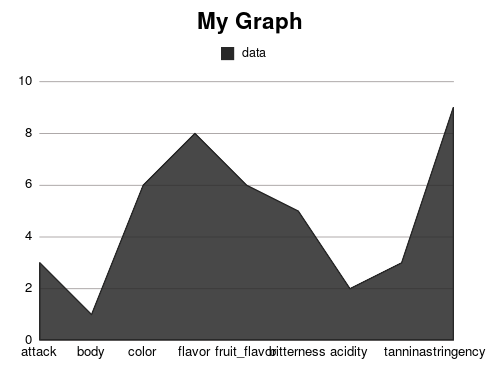 My Graph
data
10
8
6
4
2
0
attack body color flavor fruit_flavor bitterness acidity tannin astringency